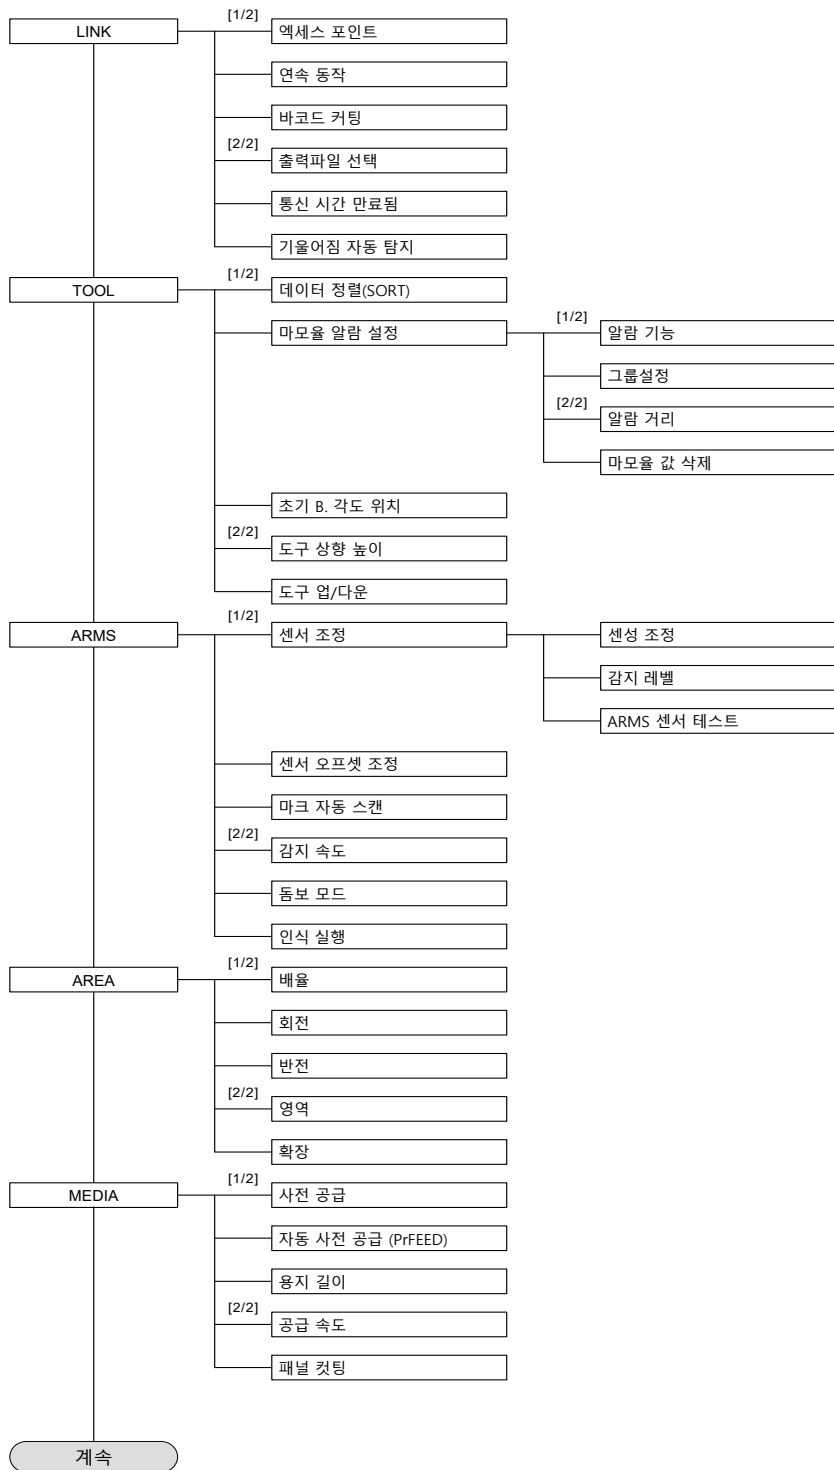 [1/2]
LINK
엑세스 포인트
연속 동작
바코드 커팅
[2/2]
출력파일 선택
통신 시간 만료됨
기울어짐 자동 탐지
[1/2]
TOOL
데이터 정렬(SORT)
마모율 알람 설정
[1/2]
알람 기능
그룹설정
[2/2]
알람 거리
마모율 값 삭제
초기 B. 각도 위치
[2/2]
도구 상향 높이
도구 업/다운
[1/2]
ARMS
센서 조정
센성 조정
감지 레벨
ARMS 센서 테스트
센서 오프셋 조정
마크 자동 스캔
[2/2]
감지 속도
돔보 모드
인식 실행
[1/2]
AREA
배율
회전
반전
[2/2]
영역
확장
[1/2]
MEDIA
사전 공급
자동 사전 공급 (PrFEED)
용지 길이
[2/2]
공급 속도
패널 컷팅
계속